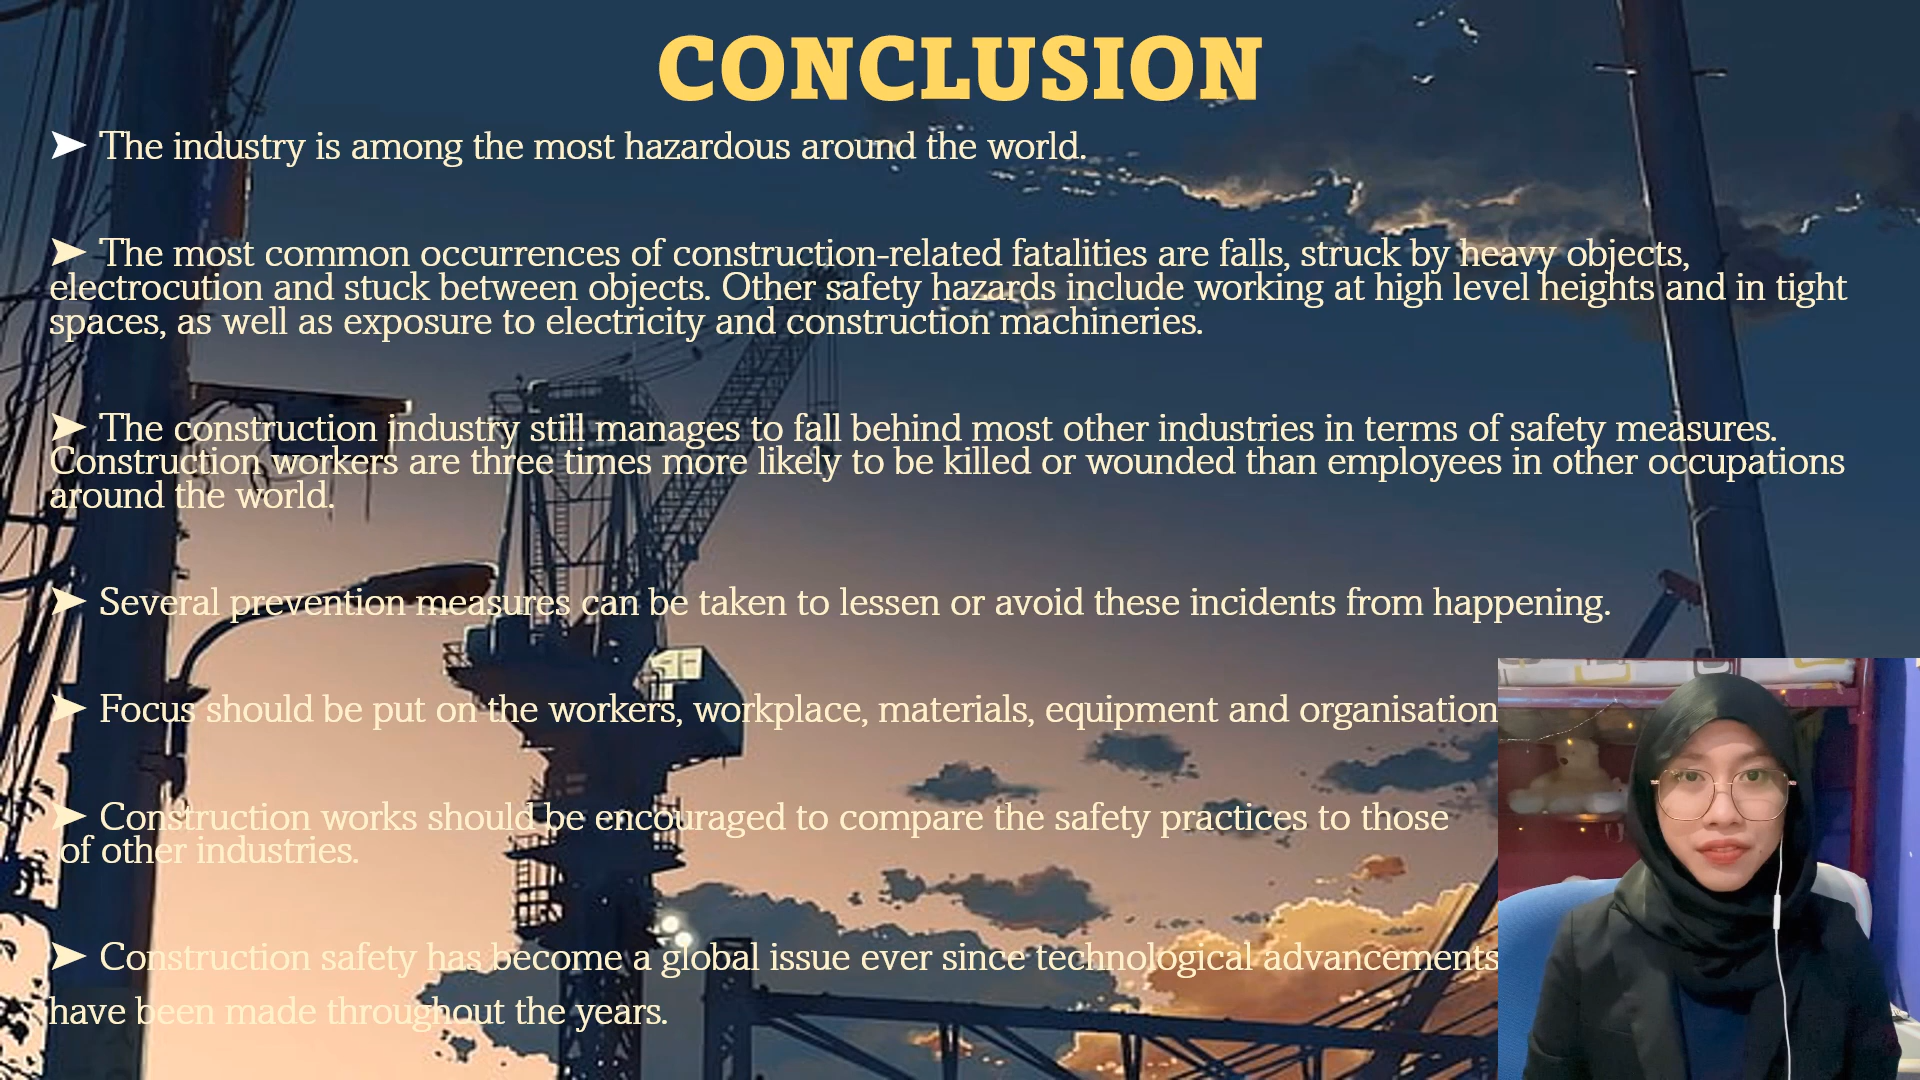 CONCLUSION
➤ The industry is among the most hazardous around the world.
➤ The most common occurrences of construction-related fatalities are falls, struck by heavy objects,
electrocution and stuck between objects. Other safety hazards include working at high level heights and in tight
spaces, as well as exposure to electricity and construction machineries.
➤ The construction industry still manages to fall behind most other industries in terms of safety measures.
Construction workers are three times more likely to be killed or wounded than employees in other occupations
around the world.
➤ Several prevention measures can be taken to lessen or avoid these incidents from happening.
➤ Focus should be put on the workers, workplace, materials, equipment and organisation
➤ Construction works should be encouraged to compare the safety practices to those
of other industries.
➤ Construction safety has become a global issue ever since technological advancements
have been made throughout the years.